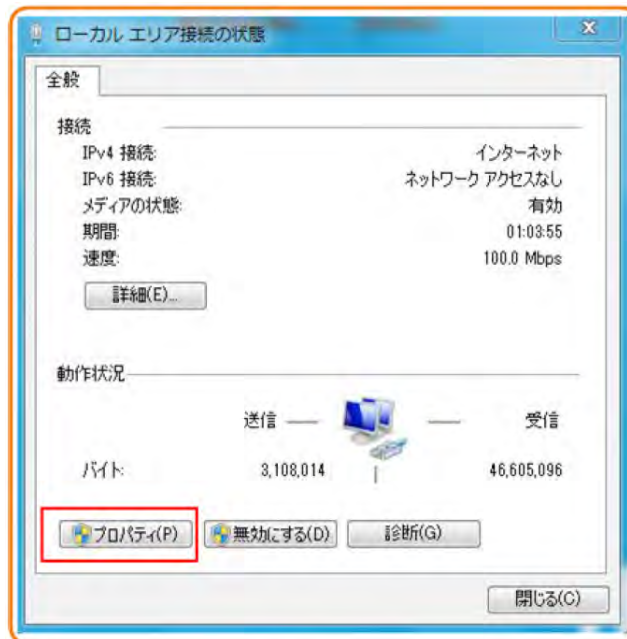 ローカル エリア接続の状態
全般
接続
IPv4 接続: インターネット
IPv6 接続: ネットワーク アクセスなし
メディアの状態: 有効
期間: 01:03:55
速度: 100.0 Mbps
詳細(E)...
動作状況
送信 受信
バイト: 3,108,014 46,605,096
プロパティ(P) 無効にする(D) 診断(G)
閉じる(C)